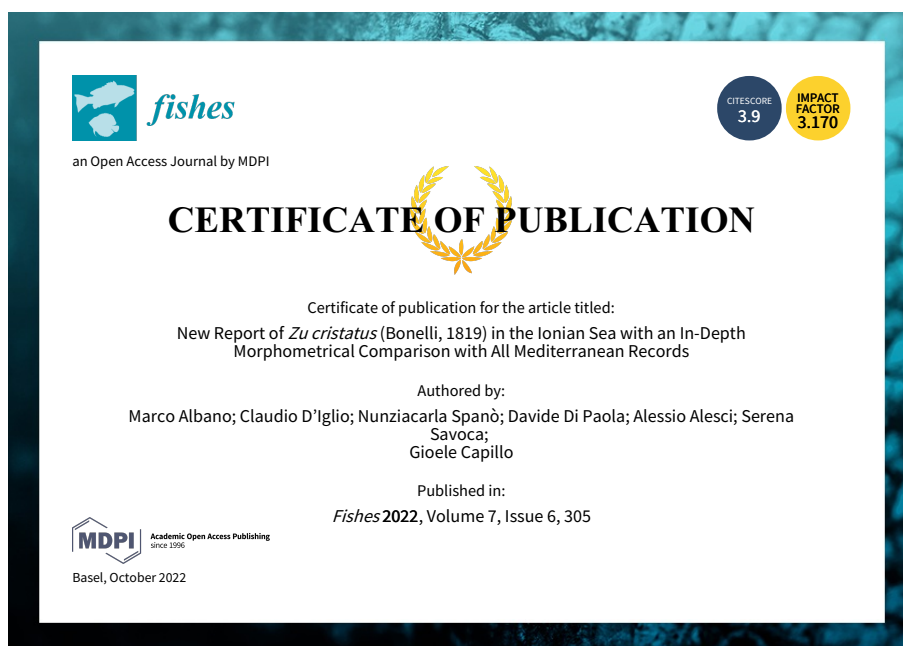 fishes
CITESCORE
3.9
IMPACT
FACTOR
3.170
an Open Access Journal by MDPI
CERTIFICATE OF PUBLICATION
Certificate of publication for the article titled:
New Report of Zu cristatus (Bonelli, 1819) in the Ionian Sea with an In-Depth
Morphometrical Comparison with All Mediterranean Records
Authored by:
Marco Albano; Claudio D’Iglio; Nunziacarla Spanò; Davide Di Paola; Alessio Alesci; Serena
Savoca;
Gioele Capillo
Published in:
Fishes 2022, Volume 7, Issue 6, 305
MDPI
Academic Open Access Publishing
since 1996
Basel, October 2022